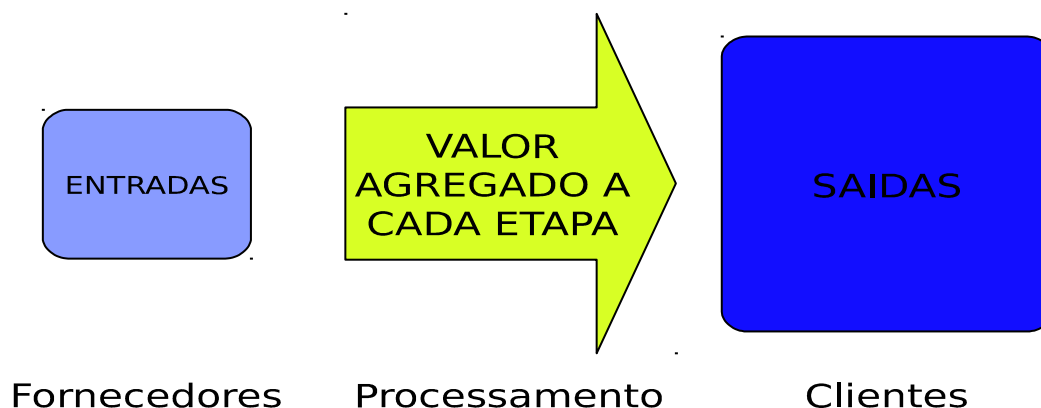 ENTRADAS
VALOR
AGREGADO A
CADA ETAPA
SAIDAS
Fornecedores
Processamento
Clientes